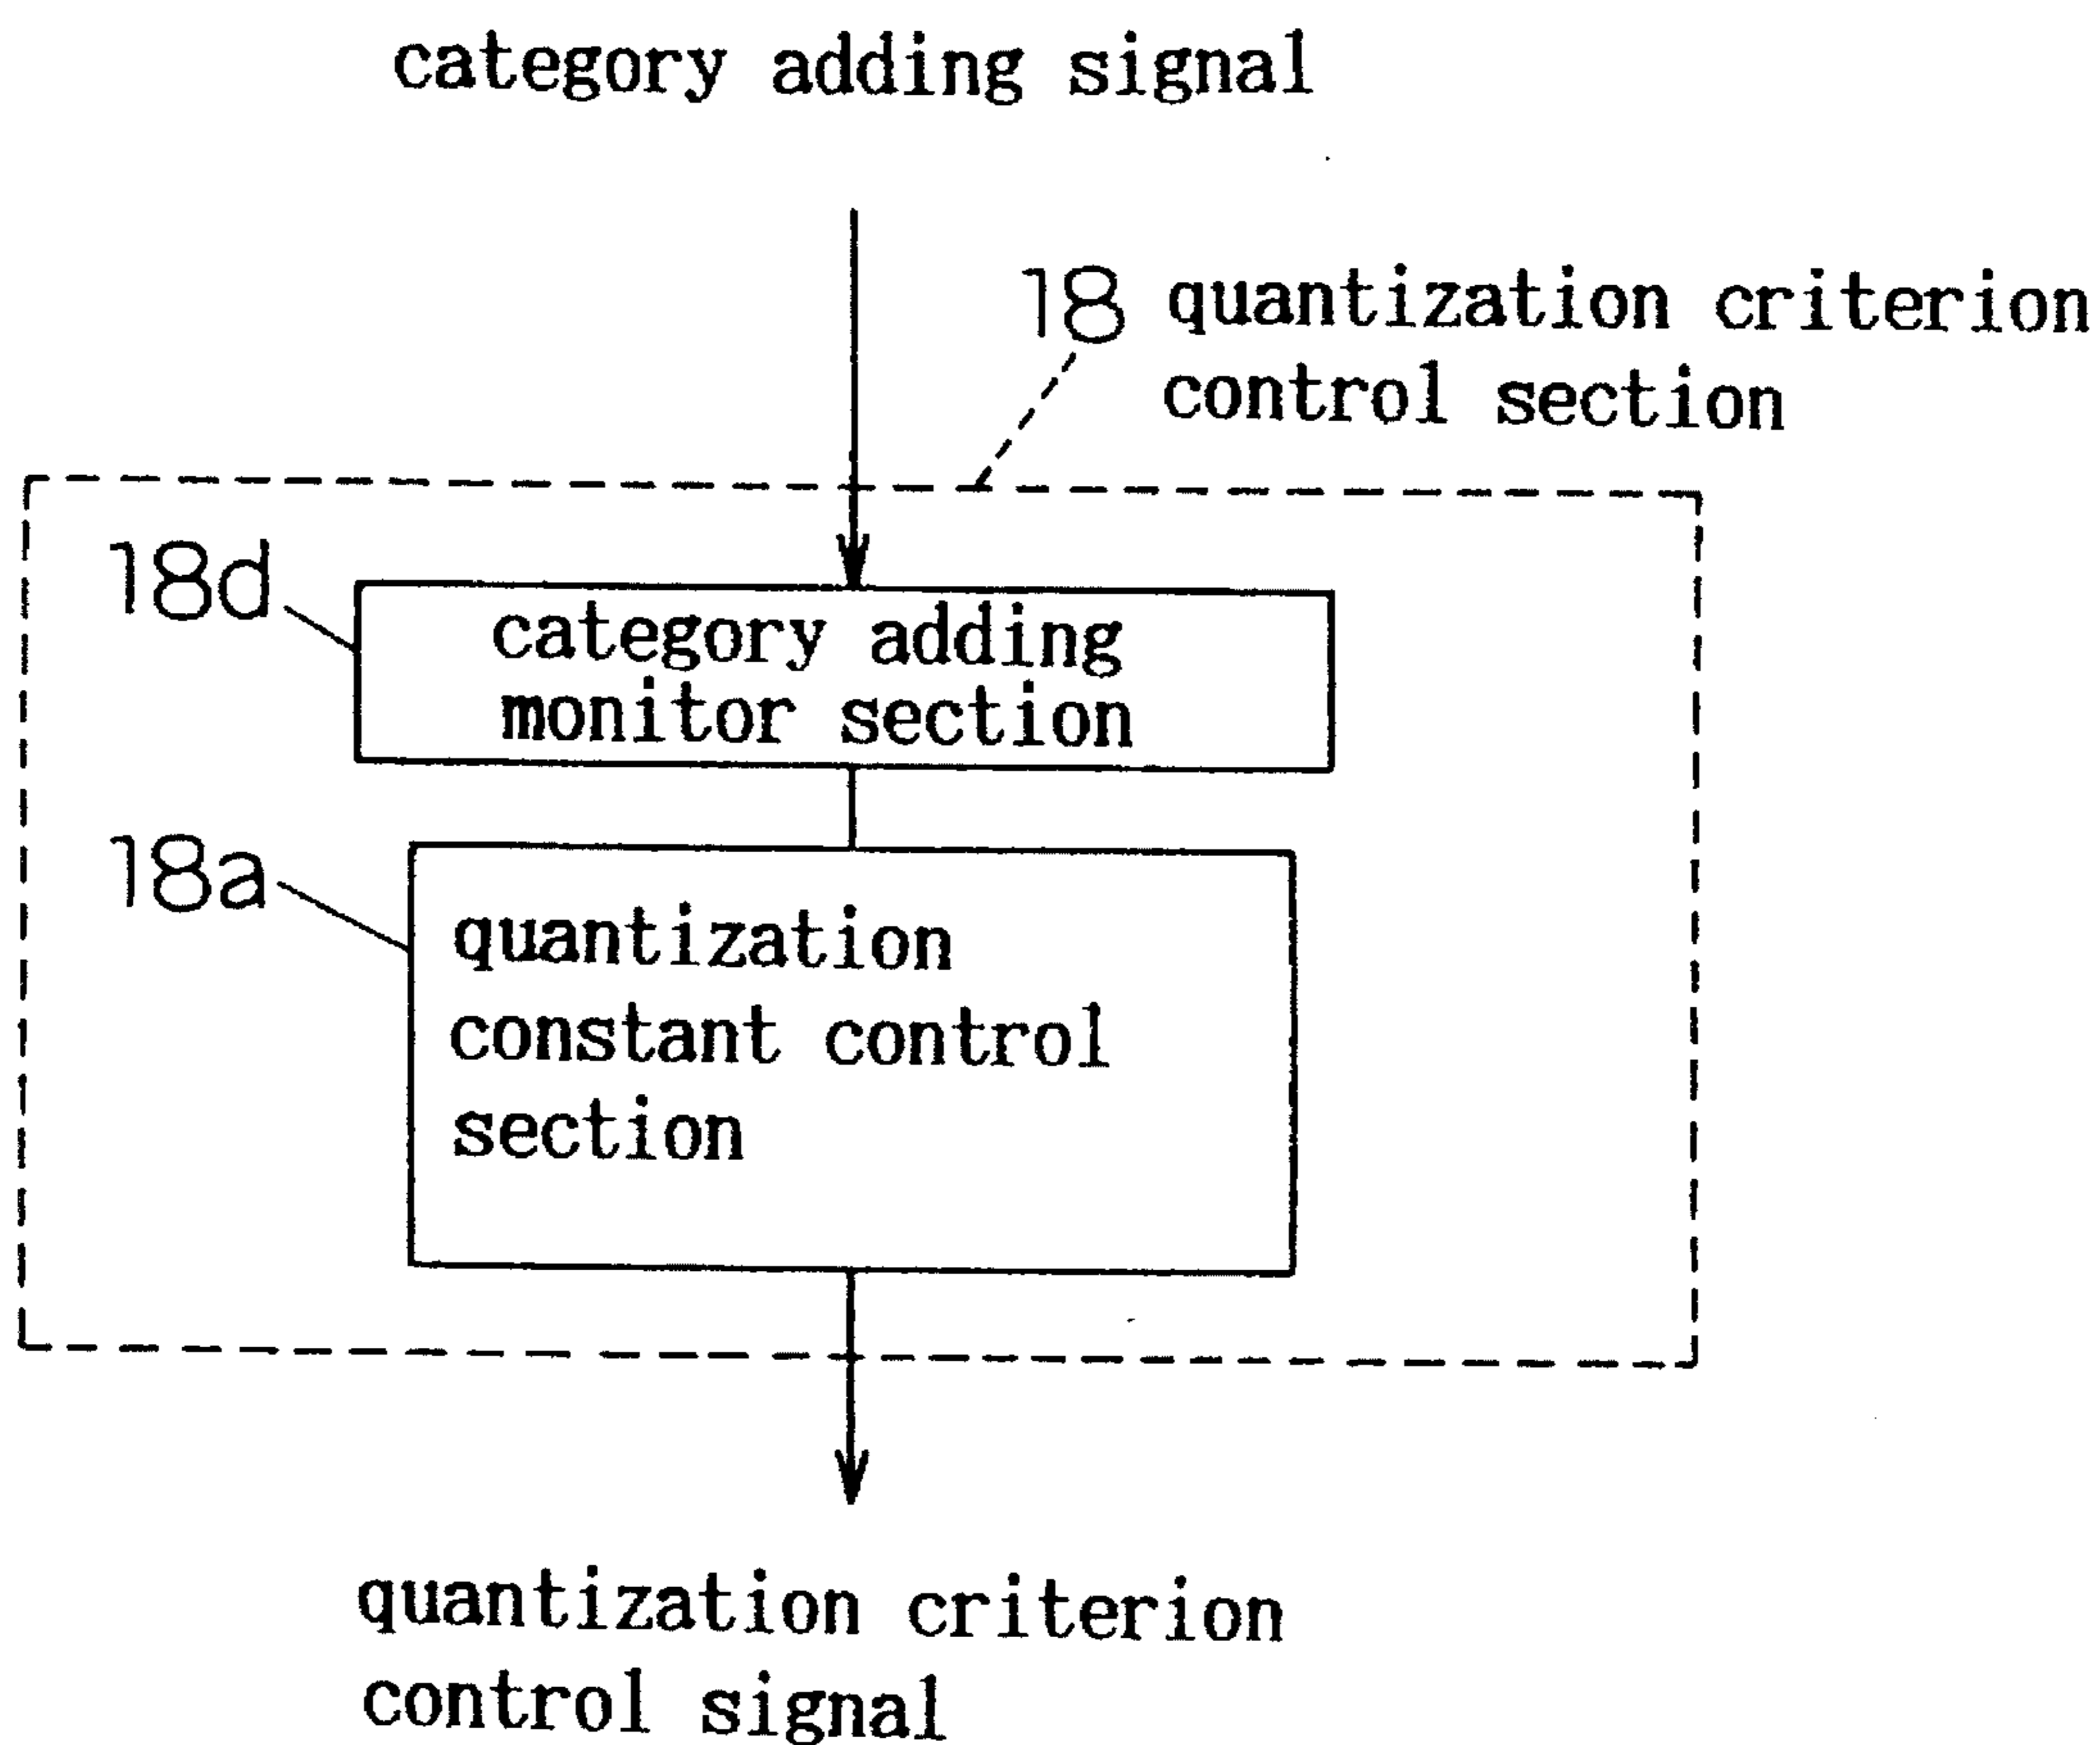 category adding signal
18 quantization criterion
control section
18d
category adding
monitor section
18a
quantization
constant control
section
quantization criterion
control signal